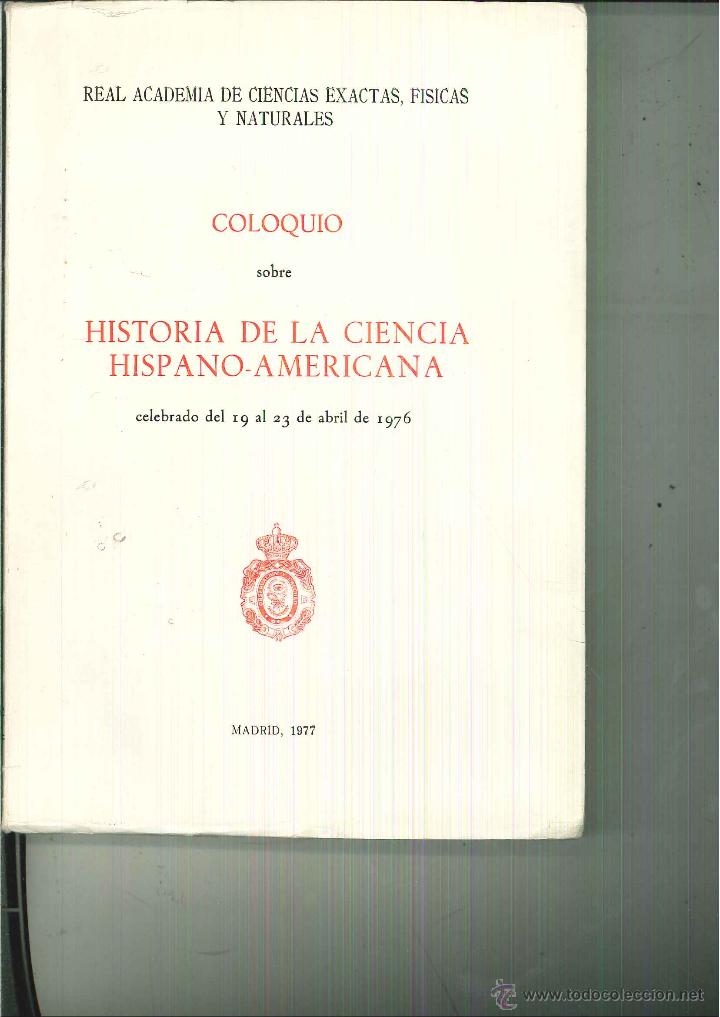 REAL ACADEMIA DE CIENCIAS EXACTAS, FISICAS
Y NATURALES
COLOQUIO
sobre
HISTORIA DE LA CIENCIA
HISPANO-AMERICANA
celebrado del 19 al 23 de abril de 1976
MADRID, 1977
© www.todocoleccion.net